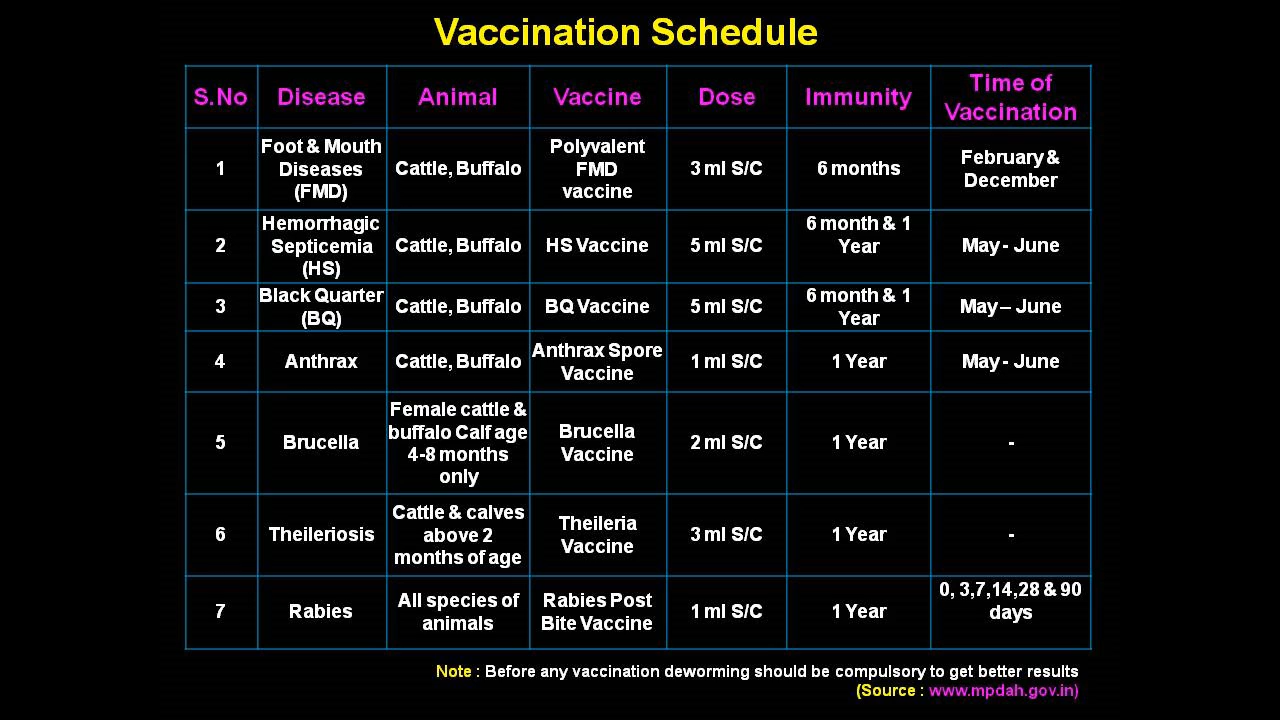 Vaccination Schedule
S.No Disease Animal Vaccine Dose Immunity Time of Vaccination
1 Foot & Mouth Diseases (FMD) Cattle, Buffalo Polyvalent FMD vaccine 3 ml S/C 6 months February & December
2 Hemorrhagic Septicemia (HS) Cattle, Buffalo HS Vaccine 5 ml S/C 6 month & 1 Year May - June
3 Black Quarter (BQ) Cattle, Buffalo BQ Vaccine 5 ml S/C 6 month & 1 Year May – June
4 Anthrax Cattle, Buffalo Anthrax Spore Vaccine 1 ml S/C 1 Year May - June
5 Brucella Female cattle & buffalo Calf age 4-8 months only Brucella Vaccine 2 ml S/C 1 Year -
6 Theileriosis Cattle & calves above 2 months of age Theileria Vaccine 3 ml S/C 1 Year -
7 Rabies All species of animals Rabies Post Bite Vaccine 1 ml S/C 1 Year 0, 3,7,14,28 & 90 days
Note : Before any vaccination deworming should be compulsory to get better results
(Source : www.mpdah.gov.in)